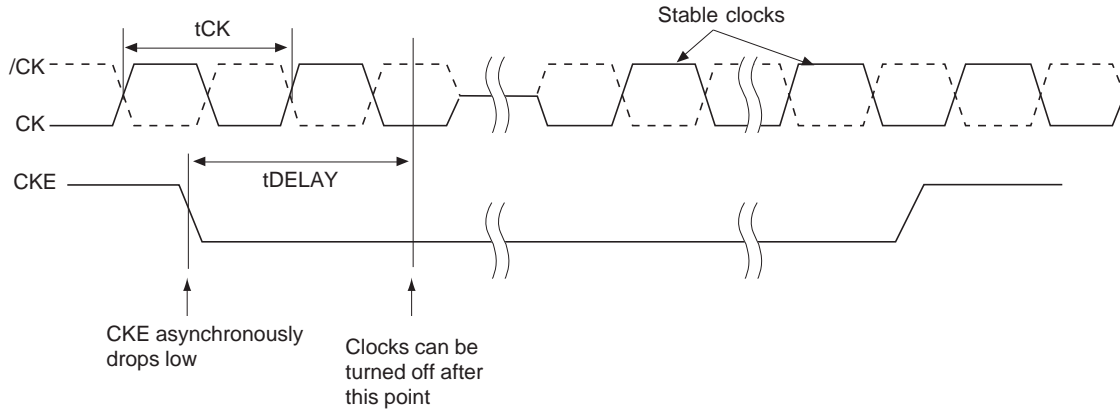 Stable clocks
tCK
/CK
CK
tDELAY
CKE
CKE asynchronously
drops low
Clocks can be
turned off after
this point